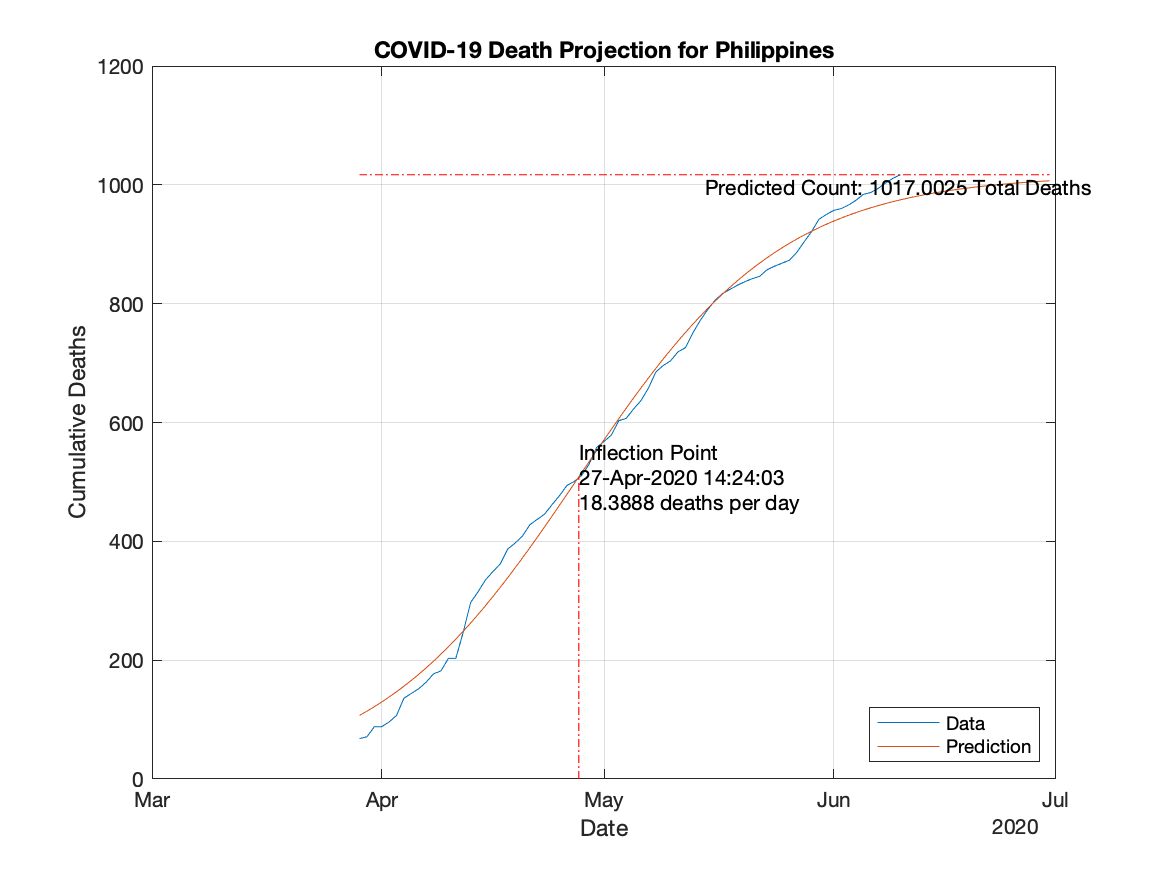 COVID-19 Death Projection for Philippines
1200
1000
800
600
400
200
0
Cumulative Deaths
Predicted Count: 1017.0025 Total Deaths
Inflection Point
27-Apr-2020 14:24:03
18.3888 deaths per day
Data
Prediction
Mar Apr May Jun Jul
Date
2020